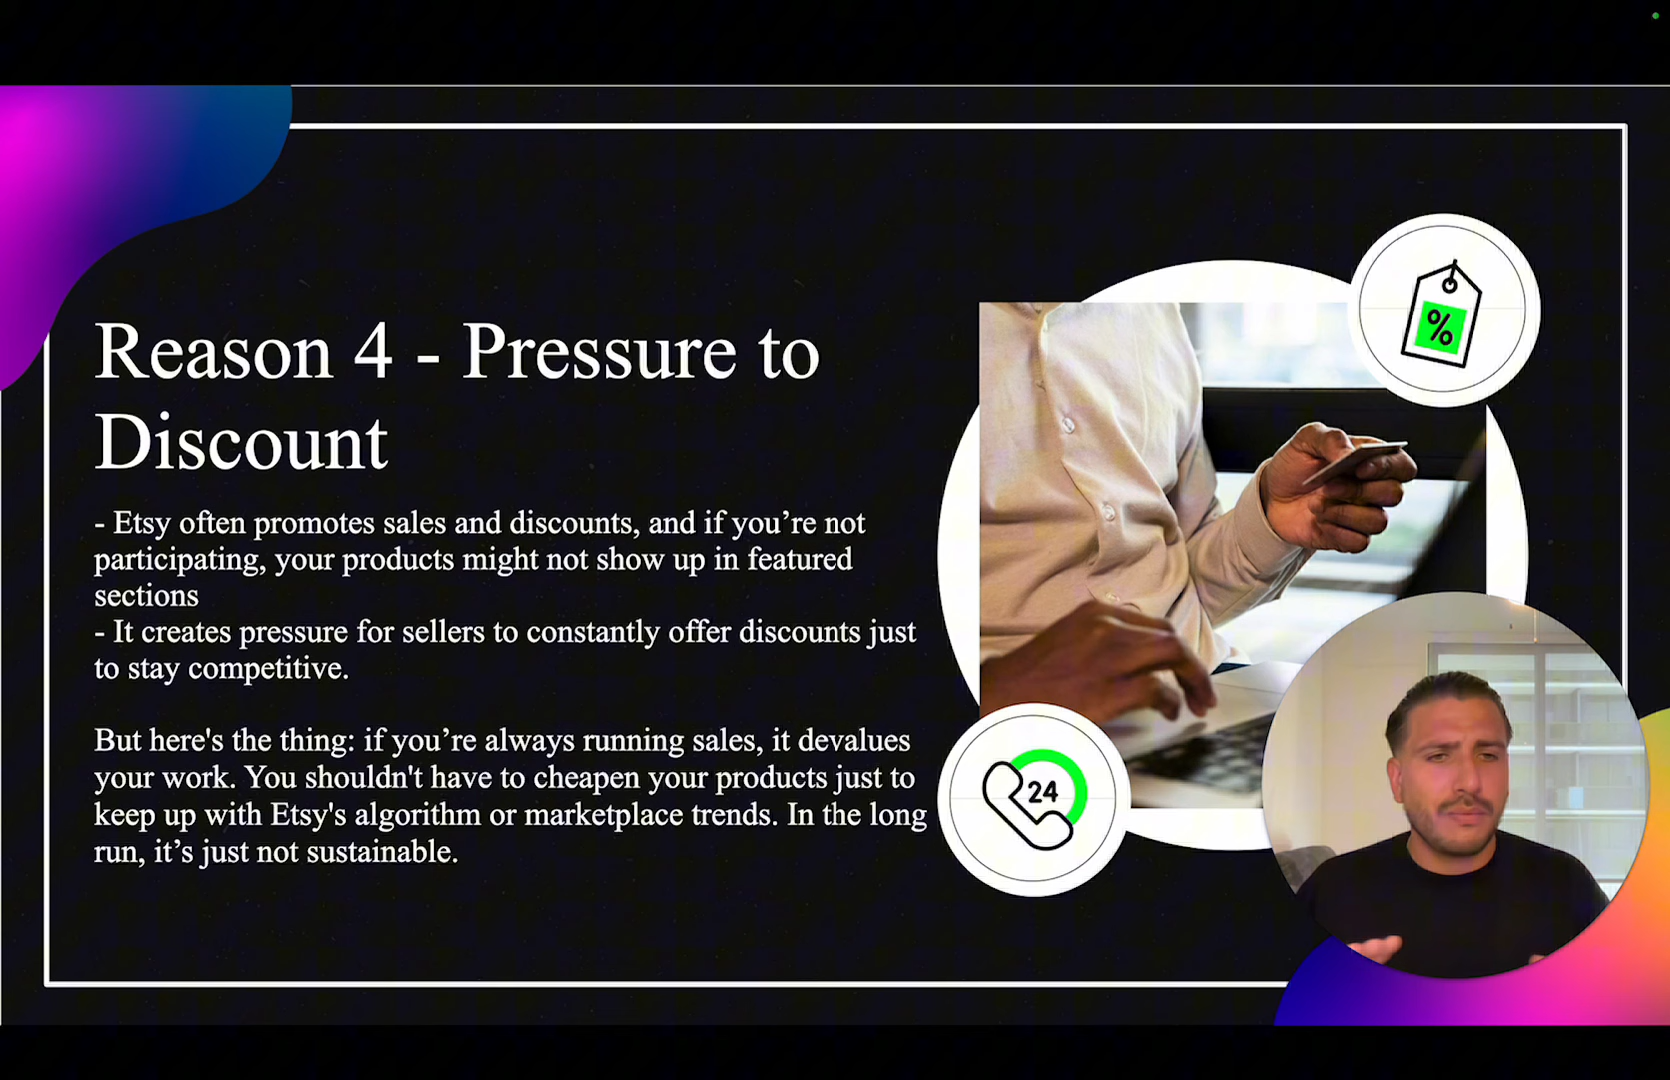 Reason 4 - Pressure to
Discount
- Etsy often promotes sales and discounts, and if you’re not
participating, your products might not show up in featured
sections
- It creates pressure for sellers to constantly offer discounts just
to stay competitive.
But here's the thing: if you’re always running sales, it devalues
your work. You shouldn't have to cheapen your products just to
keep up with Etsy's algorithm or marketplace trends. In the long
run, it’s just not sustainable.
%
24